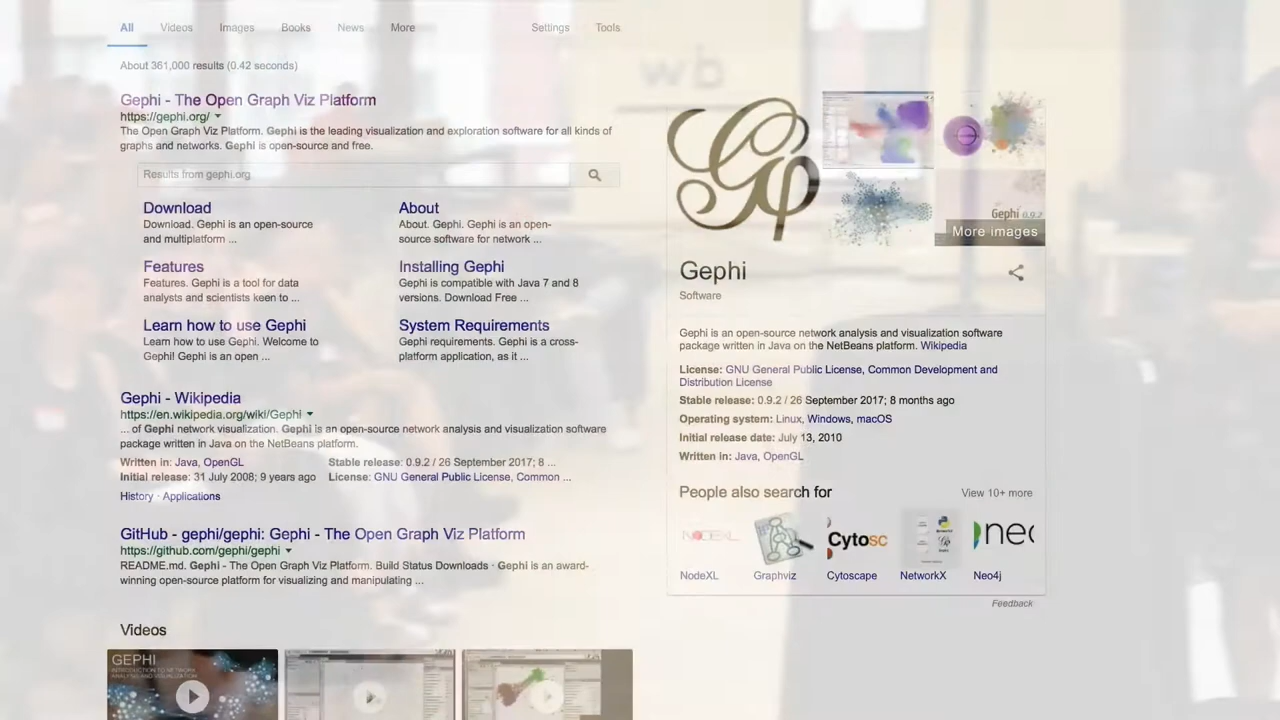 All Videos Images Books News More Settings Tools
About 361,000 results (0.42 seconds)
Gephi - The Open Graph Viz Platform
https://gephi.org/
The Open Graph Viz Platform. Gephi is the leading visualization and exploration software for all kinds of
graphs and networks. Gephi is open-source and free.
Results from gephi.org
Download
Download. Gephi is an open-source
and multiplatform ...
About
About. Gephi. Gephi is an open-
source software for network ...
Features
Features. Gephi is a tool for data
analysts and scientists keen to ...
Installing Gephi
Gephi is compatible with Java 7 and 8
versions. Download Free ...
Learn how to use Gephi
Learn how to use Gephi. Welcome to
Gephi! Gephi is an open ...
System Requirements
Gephi requirements. Gephi is a cross-
platform application, as it ...
Gephi - Wikipedia
https://en.wikipedia.org/wiki/Gephi
... of Gephi network visualization. Gephi is an open-source network analysis and visualization software
package written in Java on the NetBeans platform.
Written in: Java, OpenGL
Stable release: 0.9.2 / 26 September 2017; 8 ...
Initial release: 31 July 2008; 9 years ago
License: GNU General Public License, Common ...
History · Applications
GitHub - gephi/gephi: Gephi - The Open Graph Viz Platform
https://github.com/gephi/gephi
README.md. Gephi - The Open Graph Viz Platform. Build Status Downloads · Gephi is an award-
winning open-source platform for visualizing and manipulating ...
Videos
GEPHI
INTRODUCTION TO NETWORK
ANALYSIS AND VISUALIZATION
wb
Gephi 0.9.2
More images
Gephi
Software
Gephi is an open-source network analysis and visualization software
package written in Java on the NetBeans platform. Wikipedia
License: GNU General Public License, Common Development and
Distribution License
Stable release: 0.9.2 / 26 September 2017; 8 months ago
Operating system: Linux, Windows, macOS
Initial release date: July 13, 2010
Written in: Java, OpenGL
People also search for
View 10+ more
NODEXL
Cytosc
neo
NodeXL
Graphviz
Cytoscape
NetworkX
Neo4j
Feedback